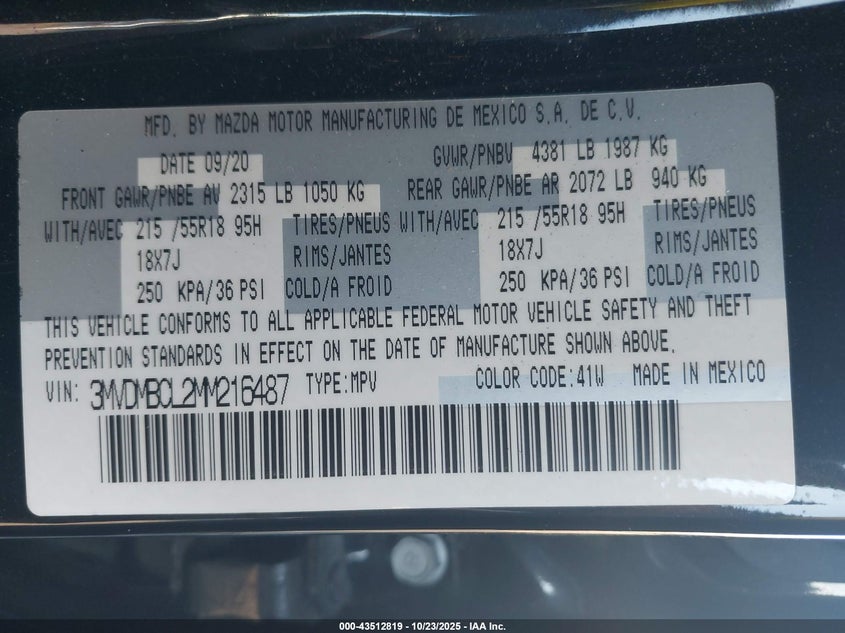 MFD. BY MAZDA MOTOR MANUFACTURING DE MEXICO S.A. DE C.V.
DATE 09/20 GVWR/PNBV 4381 LB 1987 KG
FRONT GAWR/PNBE AV 2315 LB 1050 KG REAR GAWR/PNBE AR 2072 LB 940 KG
WITH/AVEC 215 /55R18 95H TIRES/PNEUS WITH/AVEC 215 /55R18 95H TIRES/PNEUS
18X7J RIMS/JANTES 18X7J RIMS/JANTES
250 KPA/36 PSI COLD/A FROID 250 KPA/36 PSI COLD/A FROID
THIS VEHICLE CONFORMS TO ALL APPLICABLE FEDERAL MOTOR VEHICLE SAFETY AND THEFT
PREVENTION STANDARDS IN EFFECT ON THE DATE OF MANUFACTURE SHOWN ABOVE.
VIN: 3MVDMBCL2MM216487 TYPE:MPV COLOR CODE:41W MADE IN MEXICO
000-43512819 - 10/23/2025 - IAA Inc.